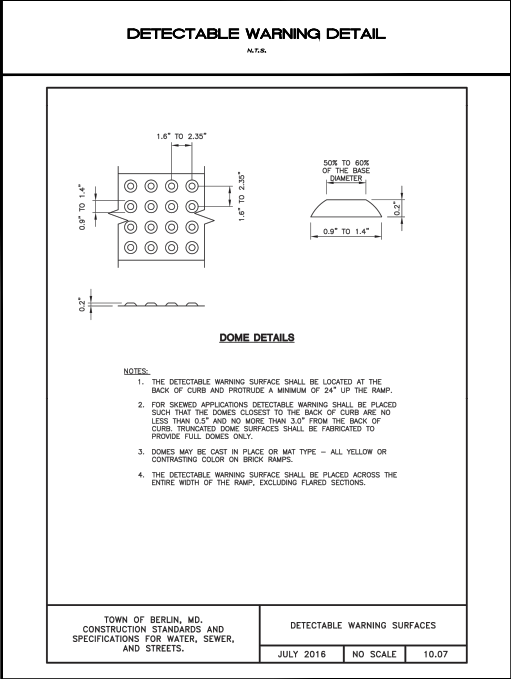 DETECTABLE WARNING DETAIL
N.T.S.
1.6" TO 2.35"
1.6" TO 2.35"
0.9" TO 1.4"
0.2"
50% TO 60%
OF THE BASE
DIAMETER
0.2"
0.9" TO 1.4"
DOME DETAILS
NOTES:
1. THE DETECTABLE WARNING SURFACE SHALL BE LOCATED AT THE
BACK OF CURB AND PROTRUDE A MINIMUM OF 24" UP THE RAMP.
2. FOR SKEWED APPLICATIONS DETECTABLE WARNING SHALL BE PLACED
SUCH THAT THE DOMES CLOSEST TO THE BACK OF CURB ARE NO
LESS THAN 0.5" AND NO MORE THAN 3.0" FROM THE BACK OF
CURB. TRUNCATED DOME SURFACES SHALL BE FABRICATED TO
PROVIDE FULL DOMES ONLY.
3. DOMES MAY BE CAST IN PLACE OR MAT TYPE – ALL YELLOW OR
CONTRASTING COLOR ON BRICK RAMPS.
4. THE DETECTABLE WARNING SURFACE SHALL BE PLACED ACROSS THE
ENTIRE WIDTH OF THE RAMP, EXCLUDING FLARED SECTIONS.
TOWN OF BERLIN, MD.
CONSTRUCTION STANDARDS AND
SPECIFICATIONS FOR WATER, SEWER,
AND STREETS.
DETECTABLE WARNING SURFACES
JULY 2016
NO SCALE
10.07